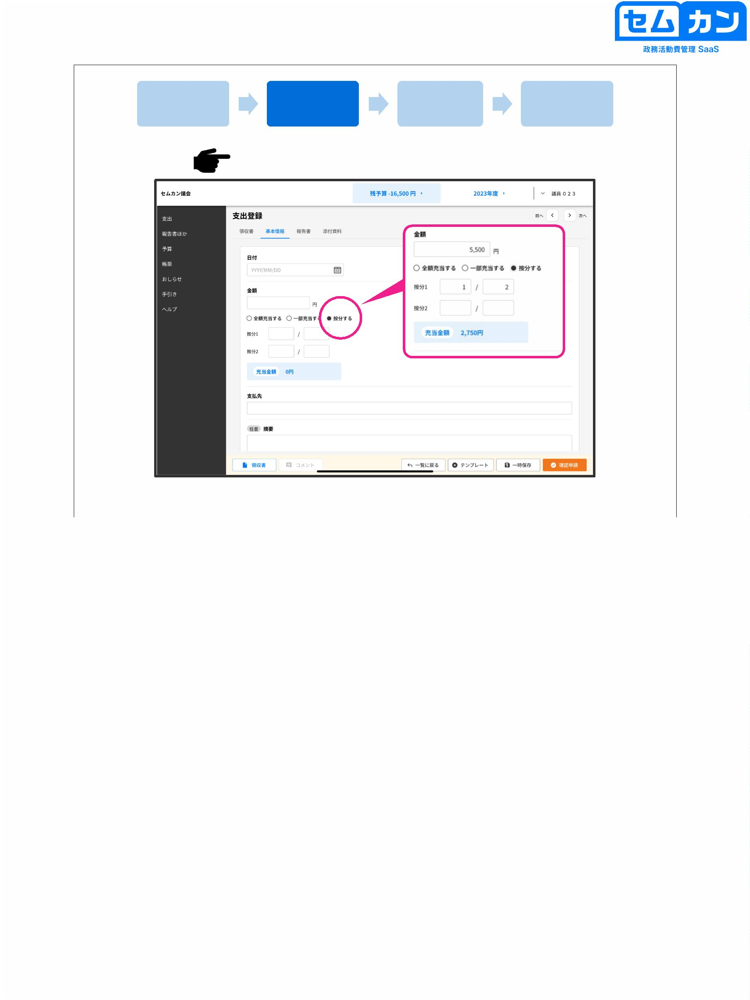 セムカン
政務活動費管理 SaaS
セムカン議会
残予算 -16,500 円
2023年度
議員 0 2 3
支出
報告書ほか
予算
帳票
おしらせ
手引き
ヘルプ
支出登録
前へ
次へ
領収書
基本情報
報告書
添付資料
日付
YYYY/MM/DD
金額
円
全額充当する
一部充当する
按分する
按分1
/
按分2
/
充当金額 0円
支払先
任意 摘要
金額
5,500 円
全額充当する
一部充当する
按分する
按分1 1 / 2
按分2 /
充当金額 2,750円
領収書
コメント
一覧に戻る
テンプレート
一時保存
確認申請